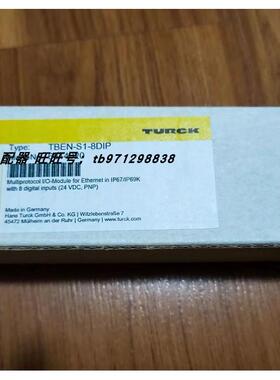 TURCK
Type: TBEN-S1-8DIP
配器 旺旺号，tb971298838
Multiprotocol I/O-Module for Ethernet in IP67/IP69K
with 8 digital inputs (24 VDC, PNP)
Made in Germany
Hans Turck GmbH & Co. KG | Witzlebenstraße 7
45472 Mülheim an der Ruhr | Germany | www.turck.com